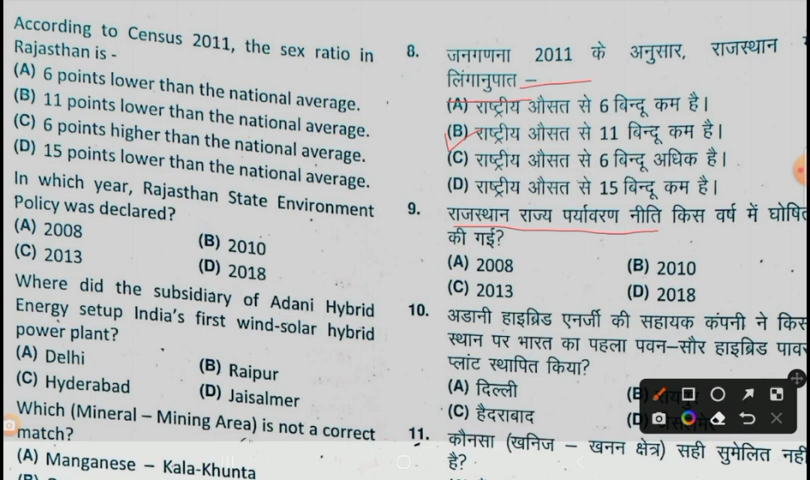 According to Census 2011, the sex ratio in
Rajasthan is -
(A) 6 points lower than the national average.
(B) 11 points lower than the national average.
(C) 6 points higher than the national average.
(D) 15 points lower than the national average.
In which year, Rajasthan State Environment
Policy was declared?
(A) 2008 (B) 2010
(C) 2013 (D) 2018
Where did the subsidiary of Adani Hybrid
Energy setup India's first wind-solar hybrid
power plant?
(A) Delhi (B) Raipur
(C) Hyderabad (D) Jaisalmer
Which (Mineral – Mining Area) is not a correct
match?
(A) Manganese – Kala-Khunta
8. जनगणना 2011 के अनुसार, राजस्थान
लिंगानुपात –
(A) राष्ट्रीय औसत से 6 बिन्दू कम है।
(B) राष्ट्रीय औसत से 11 बिन्दू कम है।
(C) राष्ट्रीय औसत से 6 बिन्दू अधिक है।
(D) राष्ट्रीय औसत से 15 बिन्दू कम है।
9. राजस्थान राज्य पर्यावरण नीति किस वर्ष में
की गई?
(A) 2008 (B) 2010
(C) 2013 (D) 2018
10. अडानी हाइब्रिड एनर्जी की सहायक कंपनी ने किस
स्थान पर भारत का पहला पवन–सौर हाइब्रिड पावर
प्लांट स्थापित किया?
(A) दिल्ली
(C) हैदराबाद
11. कौनसा (खनिज – खनन क्षेत्र) सही सुमेलित नहीं
है?